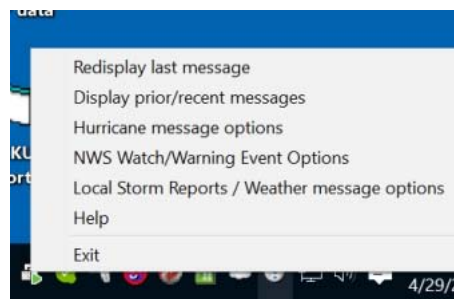 data
Redisplay last message
Display prior/recent messages
Hurricane message options
NWS Watch/Warning Event Options
Local Storm Reports / Weather message options
Help
Exit
4/29/